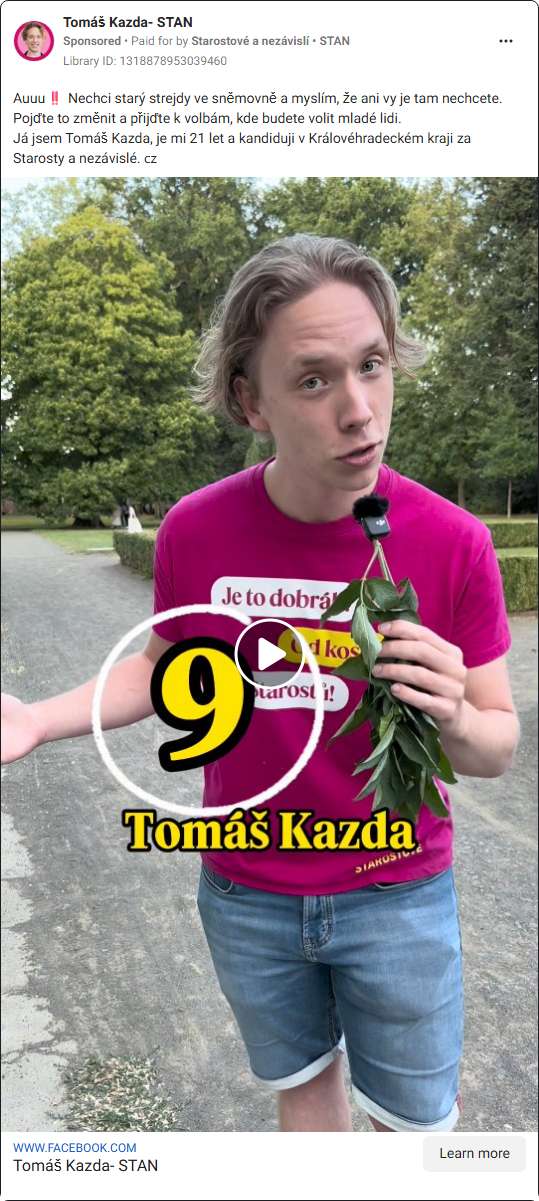 Tomáš Kazda- STAN
Sponsored • Paid for by Starostové a nezávislí • STAN
Library ID: 1318878953039460
Auuu‼️ Nechci starý strejdy ve sněmovně a myslím, že ani vy je tam nechcete.
Pojďte to změnit a přijďte k volbám, kde budete volit mladé lidi.
Já jsem Tomáš Kazda, je mi 21 let a kandiduji v Královéhradeckém kraji za
Starosty a nezávislé. cz
Je to dobrá
Od kos
Starostů!
9
Tomáš Kazda
STAROSTOVÉ
WWW.FACEBOOK.COM
Tomáš Kazda- STAN
Learn more